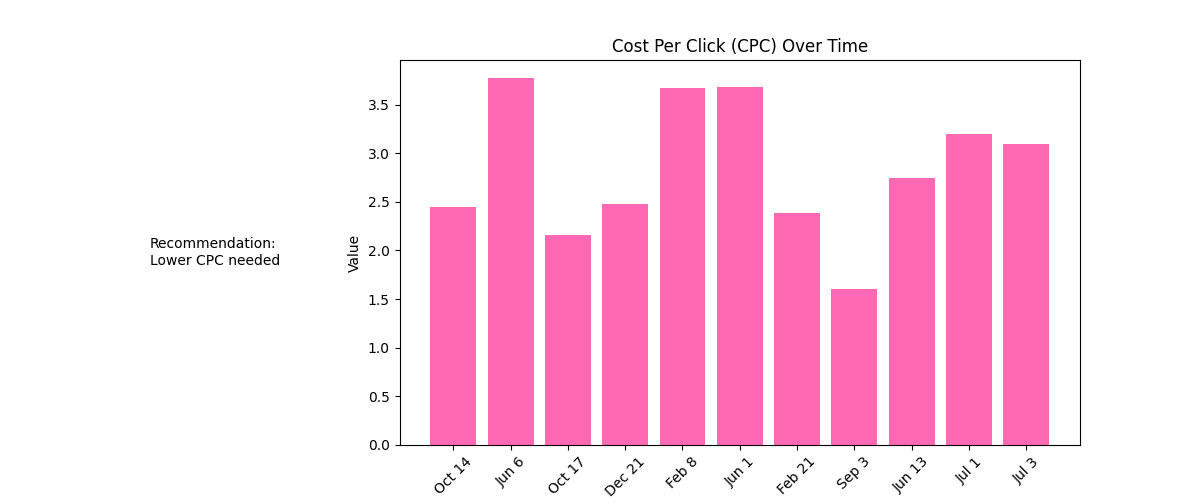 Cost Per Click (CPC) Over Time
Recommendation:
Lower CPC needed
Value
3.5
3.0
2.5
2.0
1.5
1.0
0.5
0.0
Oct 14
Jun 6
Oct 17
Dec 21
Feb 8
Jun 1
Feb 21
Sep 3
Jun 13
Jul 1
Jul 3